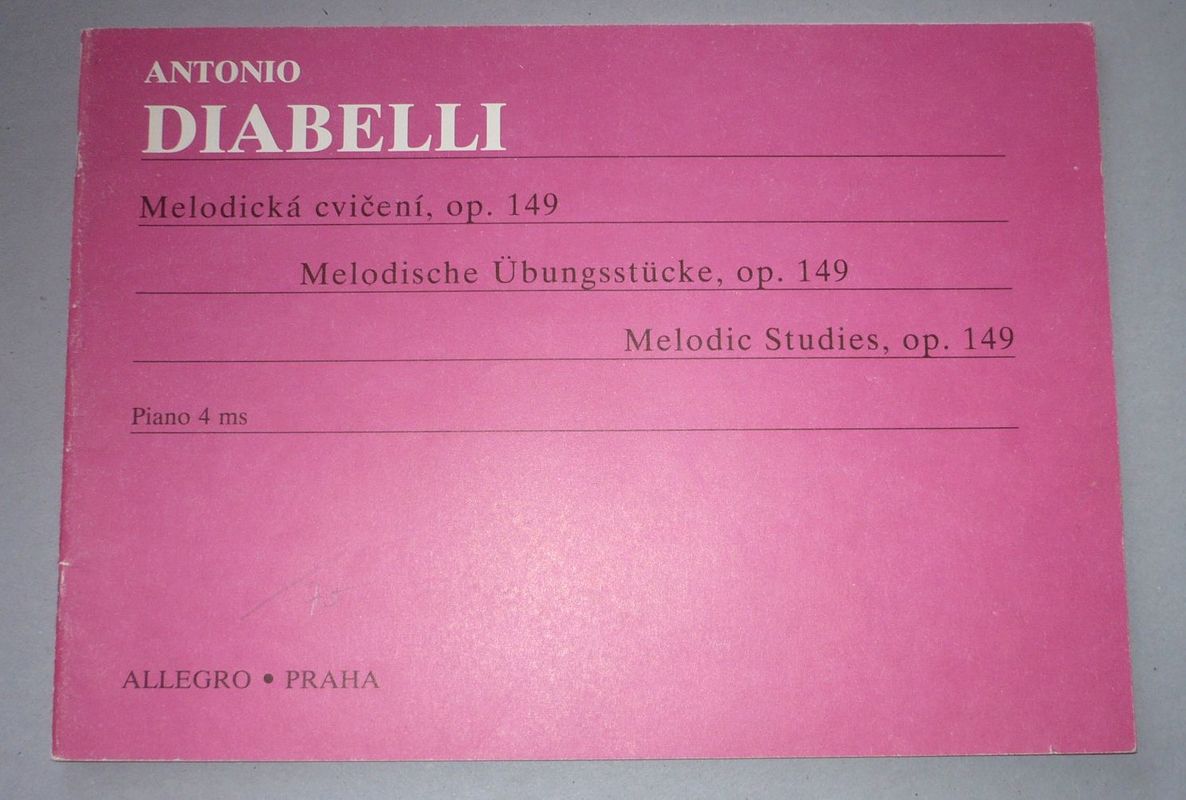 ANTONIO
DIABELLI
Melodická cvičení, op. 149
Melodische Übungsstücke, op. 149
Melodic Studies, op. 149
Piano 4 ms
ALLEGRO • PRAHA